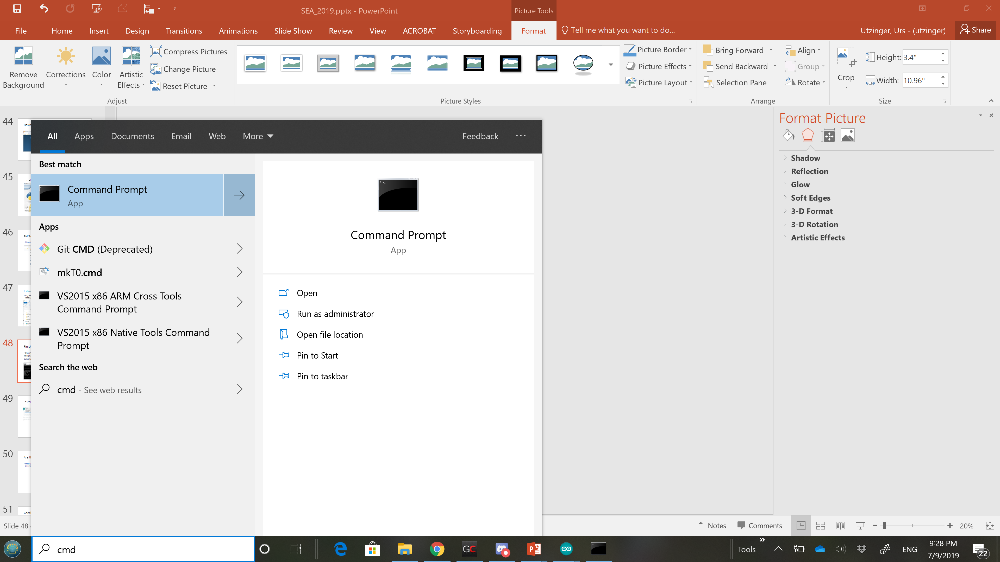 SEA_2019.pptx - PowerPoint
Picture Tools
File Home Insert Design Transitions Animations Slide Show Review View ACROBAT Storyboarding Format Tell me what you want to do... Utzinger, Urs - (utzinger) Share
Remove Background
Corrections
Color
Artistic Effects
Compress Pictures
Change Picture
Reset Picture
Adjust
Picture Styles
Picture Border
Picture Effects
Picture Layout
Bring Forward
Send Backward
Selection Pane
Align
Group
Rotate
Arrange
Crop
Height: 3.4"
Width: 10.96"
Size
44
45
46
47
48
49
50
51
All Apps Documents Email Web More Feedback ...
Best match
Command Prompt
App
Apps
Git CMD (Deprecated)
mkT0.cmd
VS2015 x86 ARM Cross Tools
Command Prompt
VS2015 x86 Native Tools Command
Prompt
Search the web
cmd - See web results
Command Prompt
App
Open
Run as administrator
Open file location
Pin to Start
Pin to taskbar
Format Picture
Shadow
Reflection
Glow
Soft Edges
3-D Format
3-D Rotation
Artistic Effects
Slide 48
Notes Comments 20%
cmd
GC
Tools
ENG
9:28 PM
7/9/2019
22